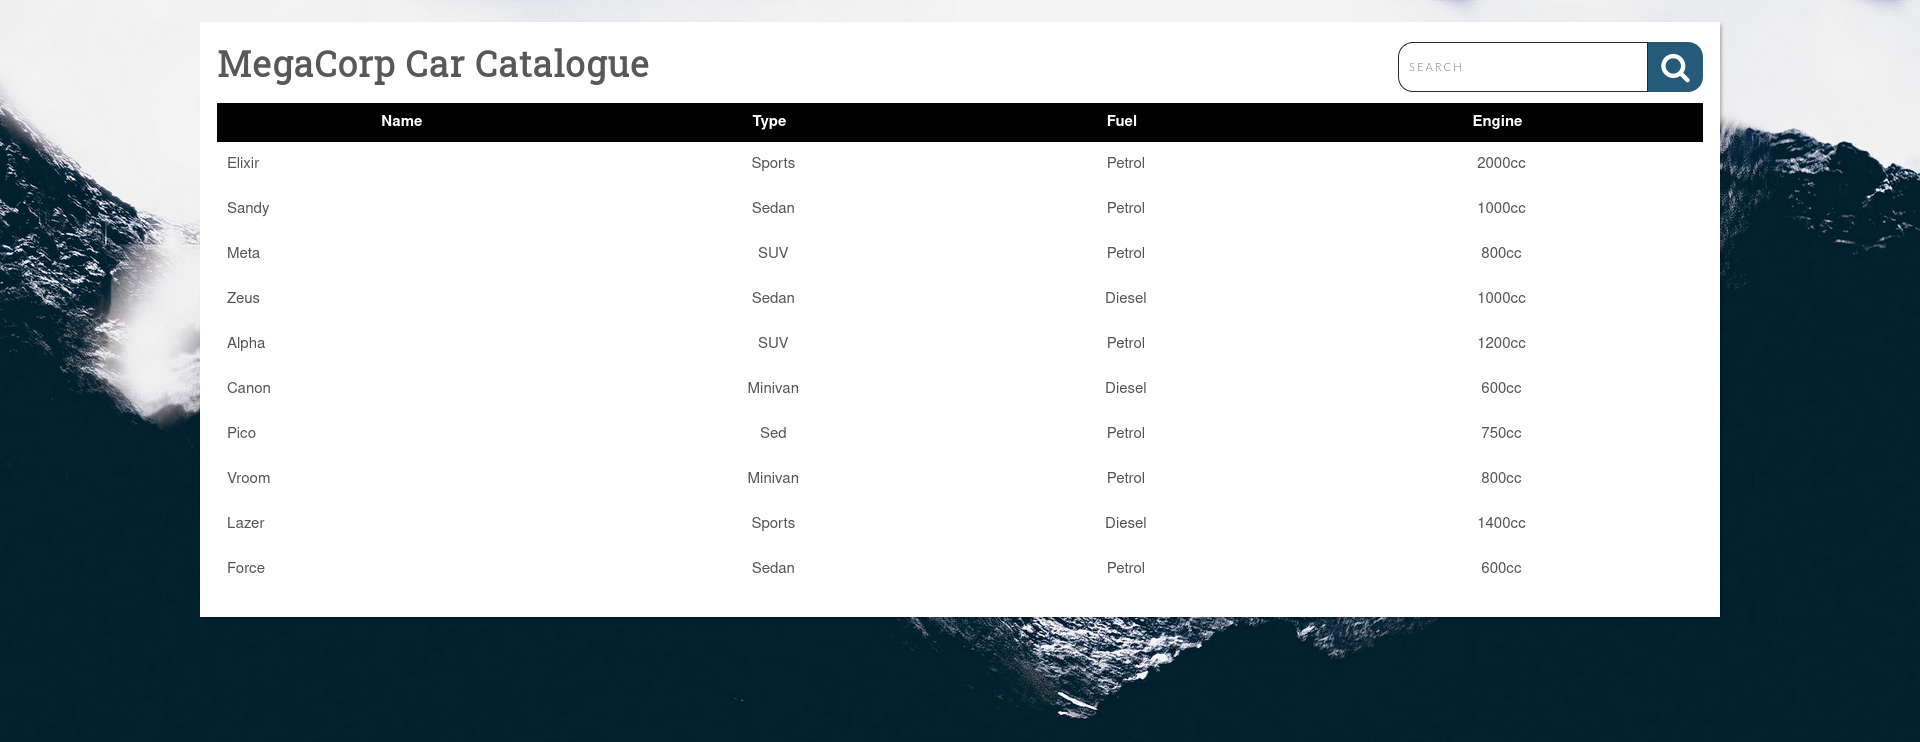 MegaCorp Car Catalogue
SEARCH
Name Type Fuel Engine
Elixir Sports Petrol 2000cc
Sandy Sedan Petrol 1000cc
Meta SUV Petrol 800cc
Zeus Sedan Diesel 1000cc
Alpha SUV Petrol 1200cc
Canon Minivan Diesel 600cc
Pico Sed Petrol 750cc
Vroom Minivan Petrol 800cc
Lazer Sports Diesel 1400cc
Force Sedan Petrol 600cc